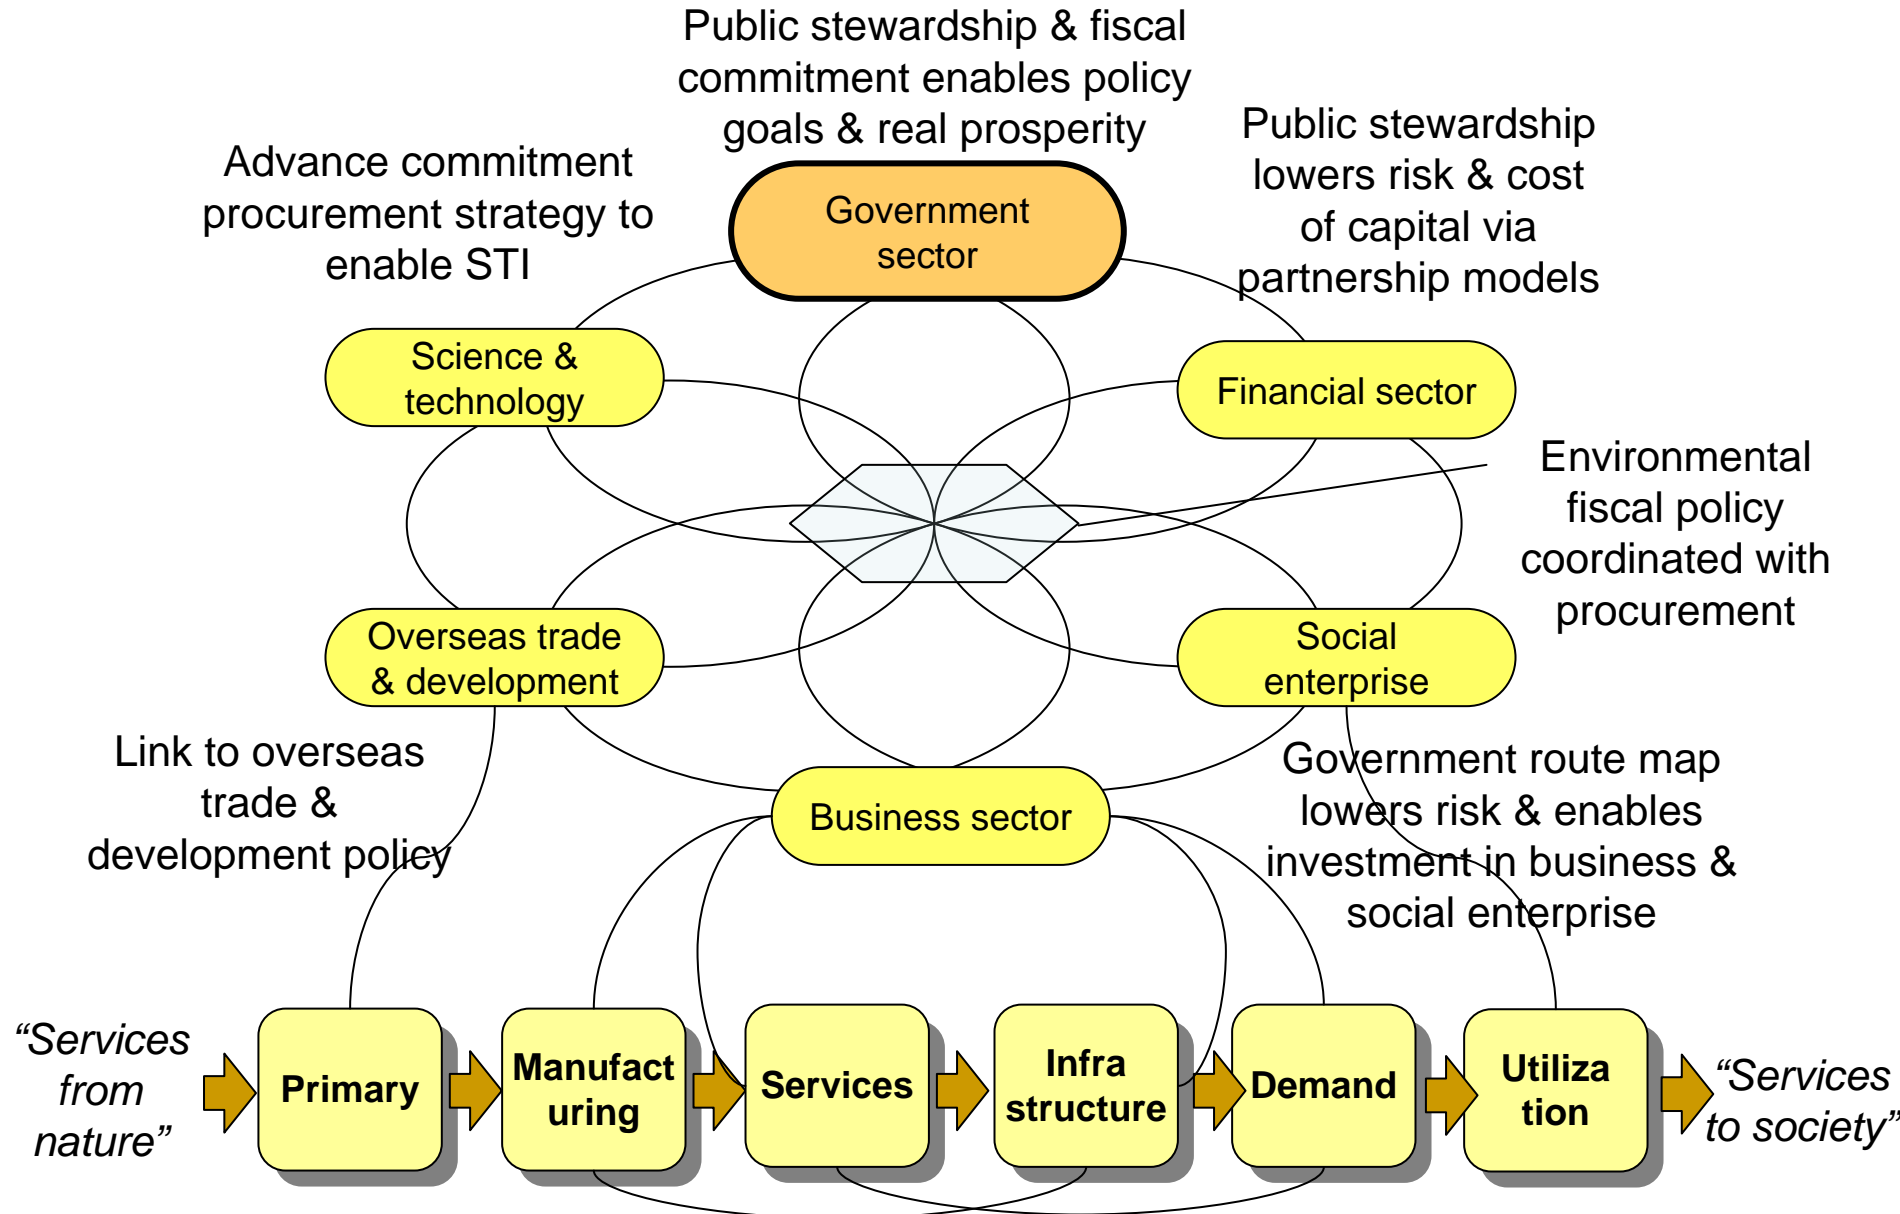 Public stewardship & fiscal
commitment enables policy
goals & real prosperity
Public stewardship
lowers risk & cost
of capital via
partnership models
Advance commitment
procurement strategy to
enable STI
Government
sector
Science &
technology
Financial sector
Environmental
fiscal policy
coordinated with
procurement
Overseas trade
& development
Social
enterprise
Link to overseas
trade &
development policy
Business sector
Government route map
lowers risk & enables
investment in business &
social enterprise
“Services
from
nature”
Primary
Manufact
uring
Services
Infra
structure
Demand
Utiliza
tion
“Services
to society”